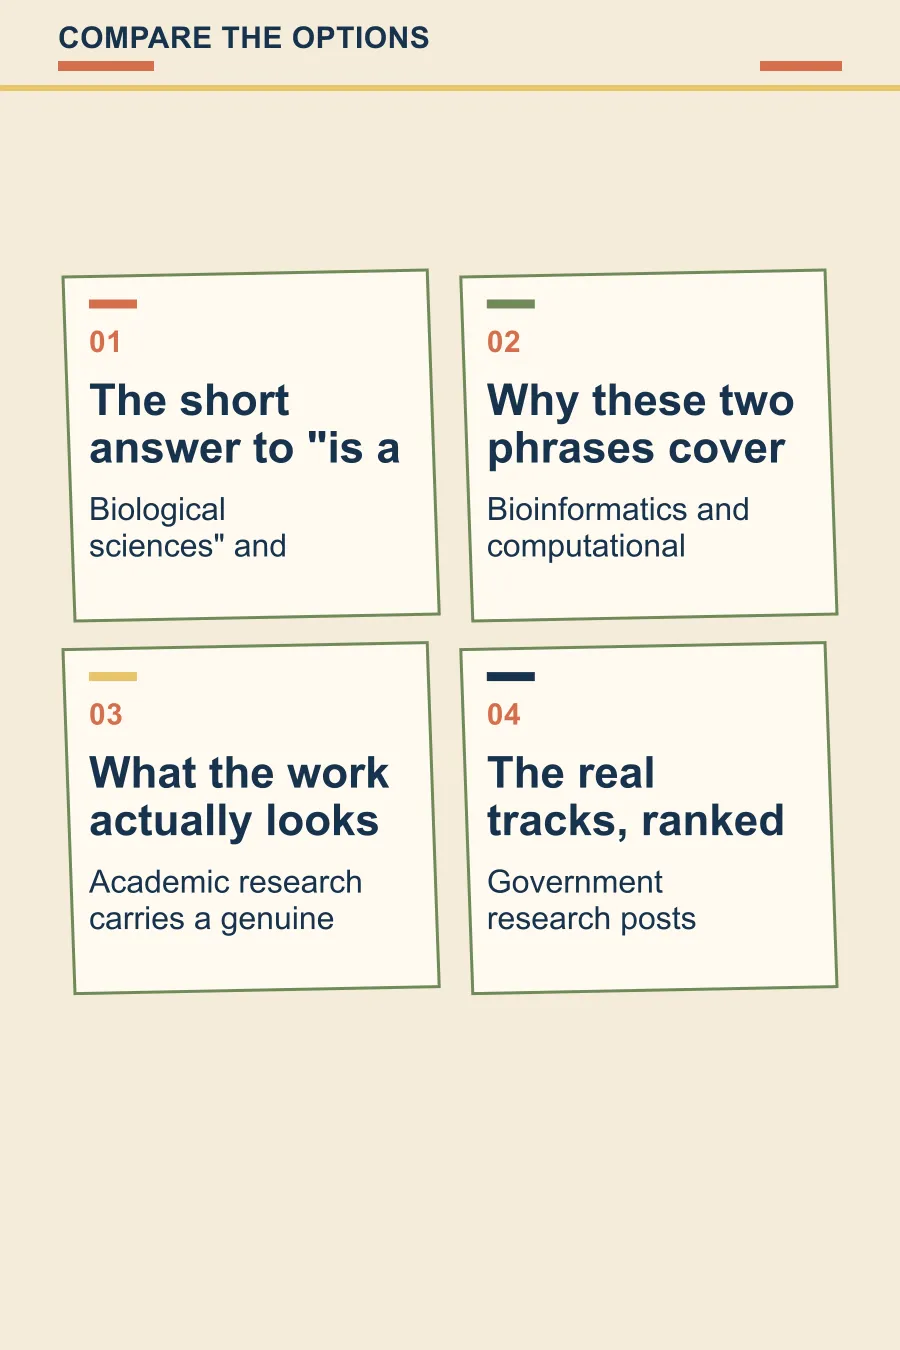 COMPARE THE OPTIONS
01
The short
answer to "is a
Biological
sciences" and
02
Why these two
phrases cover
Bioinformatics and
computational
03
What the work
actually looks
Academic research
carries a genuine
04
The real
tracks, ranked
Government
research posts